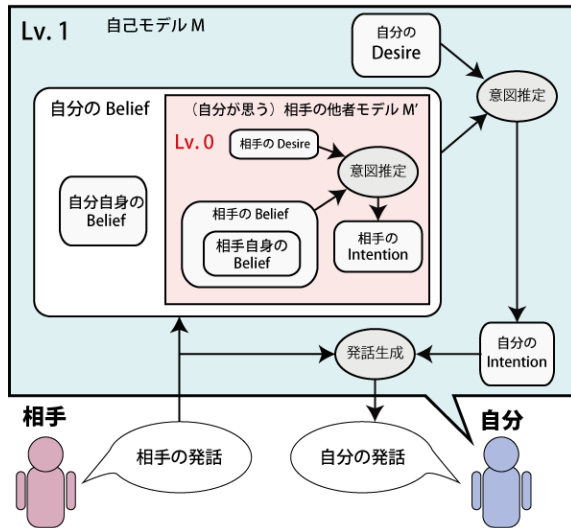 Lv. 1
自己モデル M
自分の
Desire
意図推定
自分の Belief
(自分が思う)相手の他者モデル M'
Lv. 0
相手の Desire
意図推定
自分自身の
Belief
相手の Belief
相手自身の
Belief
相手の
Intention
発話生成
自分の
Intention
相手
自分
相手の発話
自分の発話